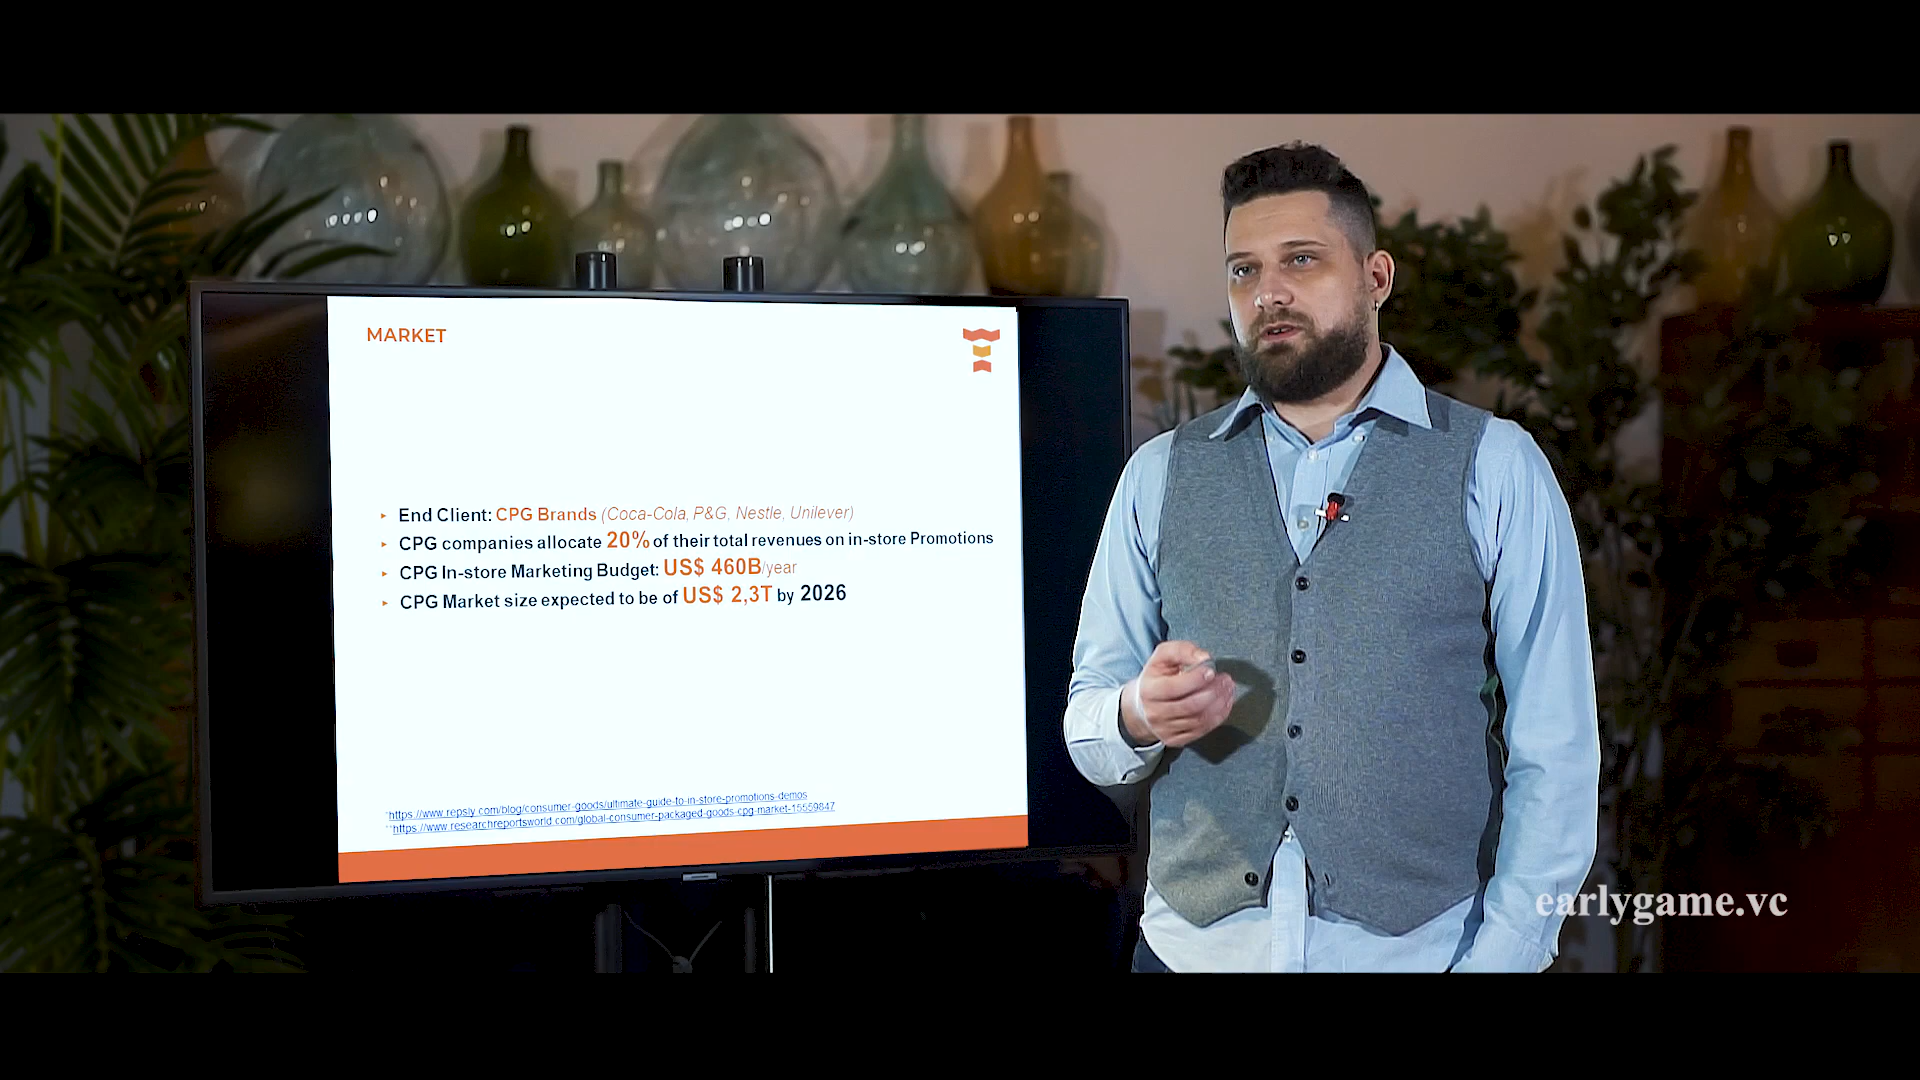 MARKET
▸ End Client: CPG Brands (Coca-Cola, P&G, Nestle, Unilever)
▸ CPG companies allocate 20% of their total revenues on in-store Promotions
▸ CPG In-store Marketing Budget: US$ 460B/year
▸ CPG Market size expected to be of US$ 2,3T by 2026
*https://www.repsly.com/blog/consumer-goods/ultimate-guide-to-in-store-promotions-demos
**https://www.researchreportsworld.com/global-consumer-packaged-goods-cpg-market-15559847
earlygame.vc